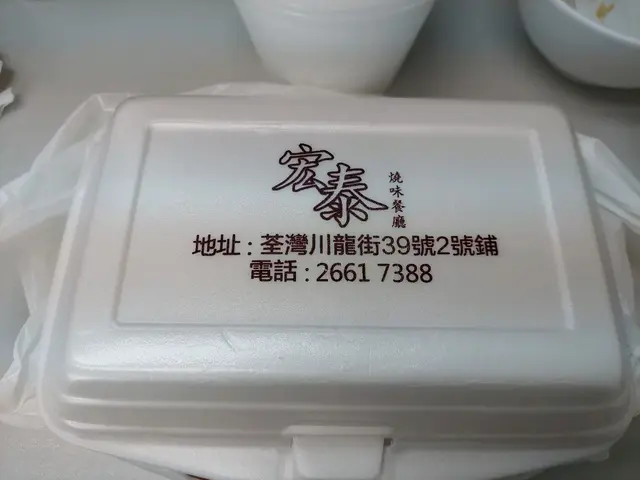 宏泰
燒味餐廳
地址 : 荃灣川龍街39號2號鋪
電話 : 2661 7388